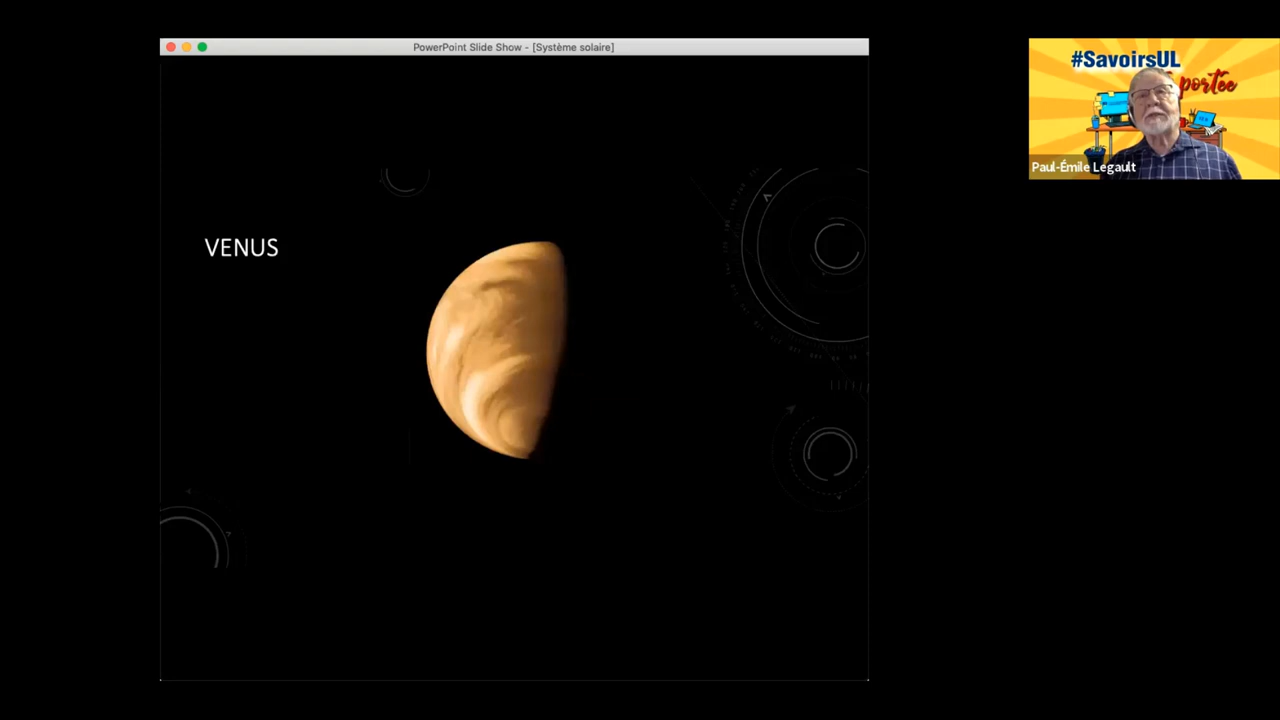 PowerPoint Slide Show - [Système solaire]
VENUS
#SavoirsUL
portée
Paul-Émile Legault